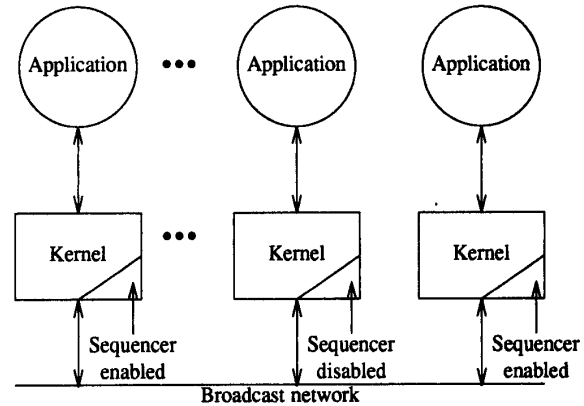 Application
Application
Application
Kernel
Kernel
Kernel
Sequencer
enabled
Sequencer
disabled
Sequencer
enabled
Broadcast network